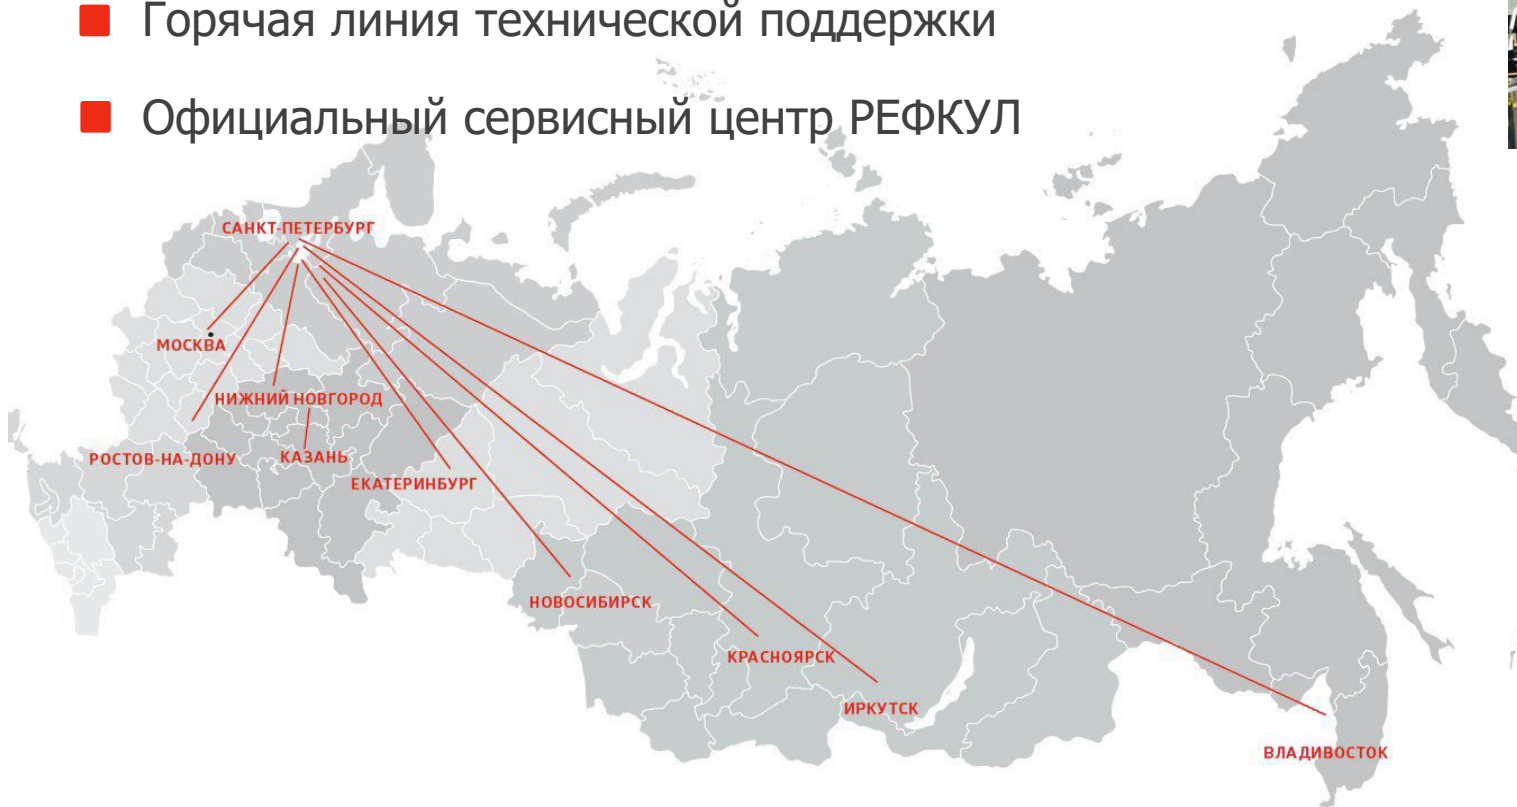 Горячая линия технической поддержки
Официальный сервисный центр РЕФКУЛ
САНКТ-ПЕТЕРБУРГ
МОСКВА
НИЖНИЙ НОВГОРОД
РОСТОВ-НА-ДОНУ
КАЗАНЬ
ЕКАТЕРИНБУРГ
НОВОСИБИРСК
КРАСНОЯРСК
ИРКУТСК
ВЛАДИВОСТОК